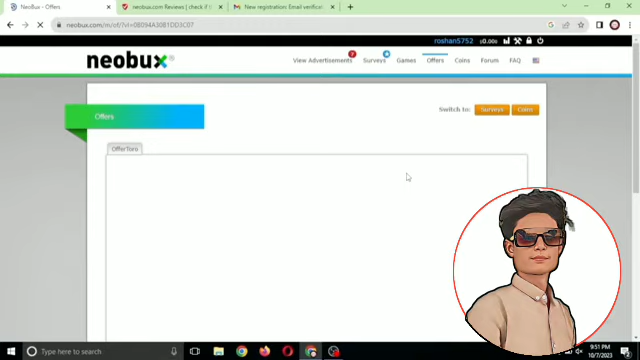 NeoBux - Offers
neobux.com Reviews | check if t
New registration: Email verificat
neobux.com/m/of/?vl=
roshan5752
$0.00
neobux
View Advertisements
7
Surveys
Games
Offers
Coins
Forum
FAQ
Offers
Switch to:
Surveys
Coins
OfferToro
Type here to search
9:51 PM
10/7/2023